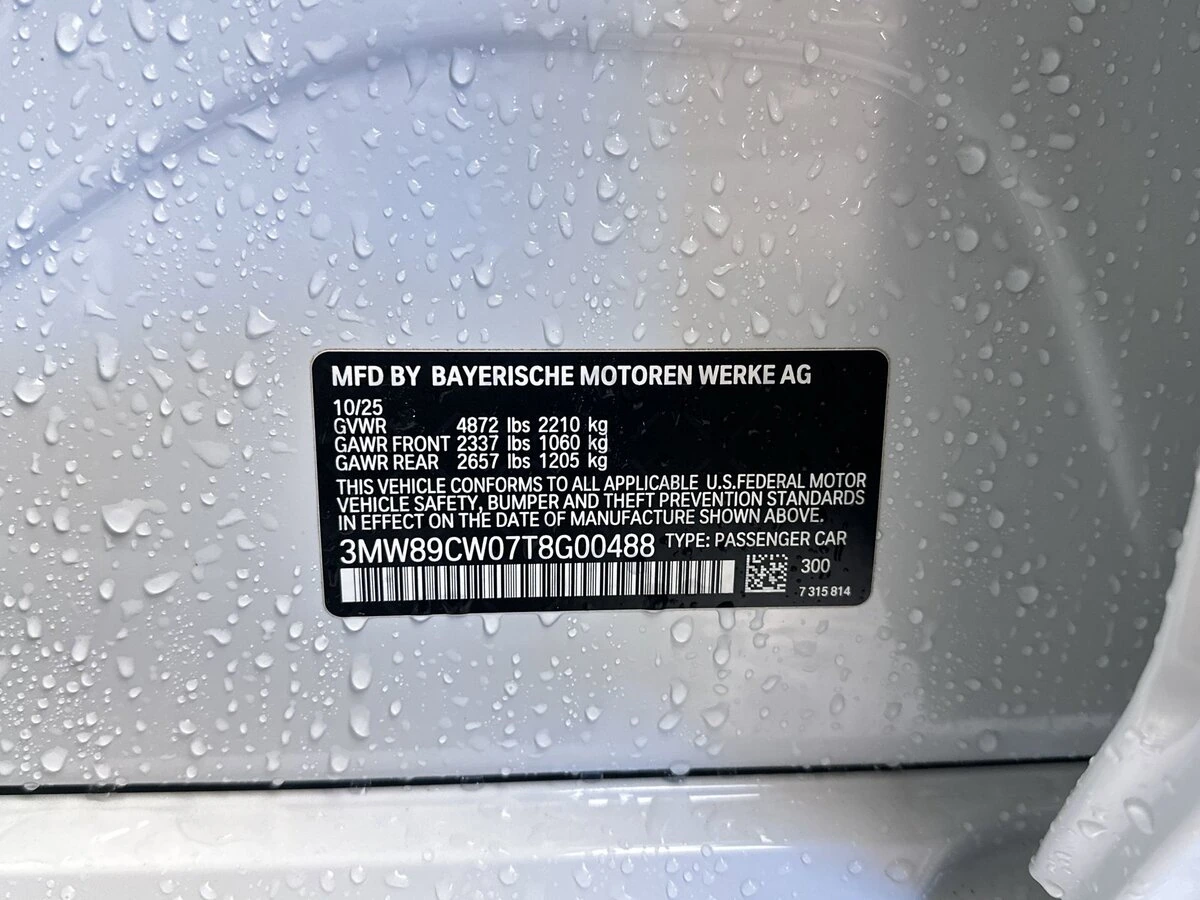 MFD BY BAYERISCHE MOTOREN WERKE AG
10/25
GVWR 4872 lbs 2210 kg
GAWR FRONT 2337 lbs 1060 kg
GAWR REAR 2657 lbs 1205 kg
THIS VEHICLE CONFORMS TO ALL APPLICABLE U.S.FEDERAL MOTOR
VEHICLE SAFETY, BUMPER AND THEFT PREVENTION STANDARDS
IN EFFECT ON THE DATE OF MANUFACTURE SHOWN ABOVE.
3MW89CW07T8G00488 TYPE: PASSENGER CAR
300
7 315 814